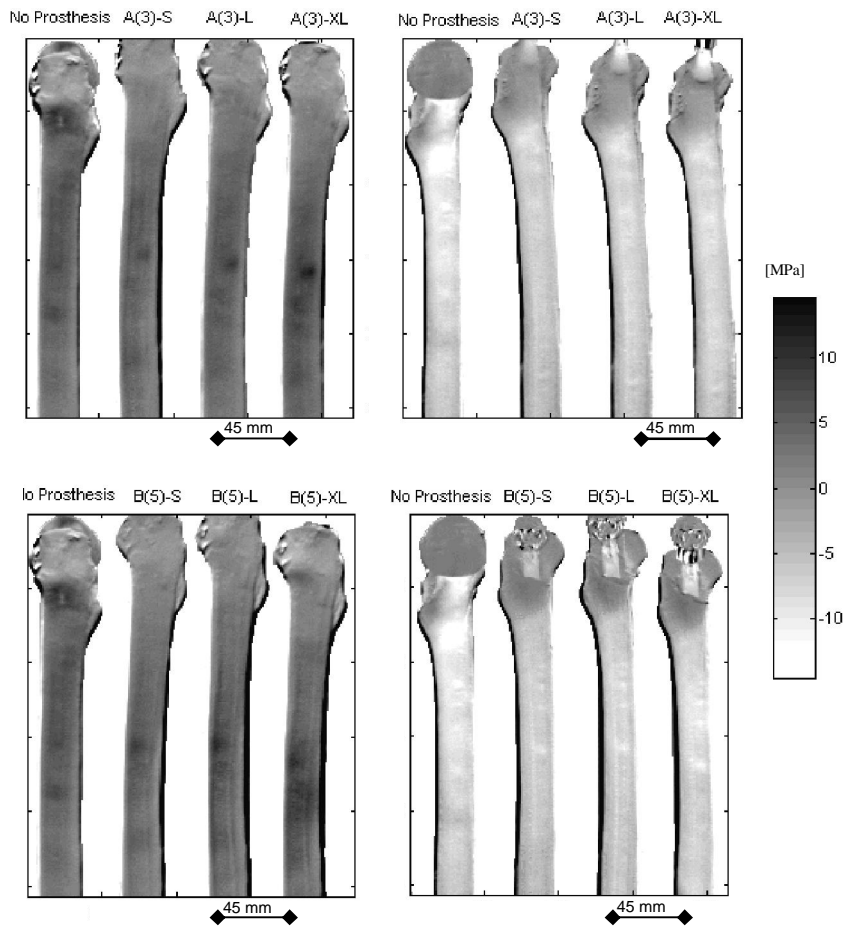 No Prosthesis A(3)-S A(3)-L A(3)-XL
No Prosthesis A(3)-S A(3)-L A(3)-XL
[MPa]
10
5
0
-5
-10
45 mm
45 mm
lo Prosthesis B(5)-S B(5)-L B(5)-XL
No Prosthesis B(5)-S B(5)-L B(5)-XL
45 mm
45 mm